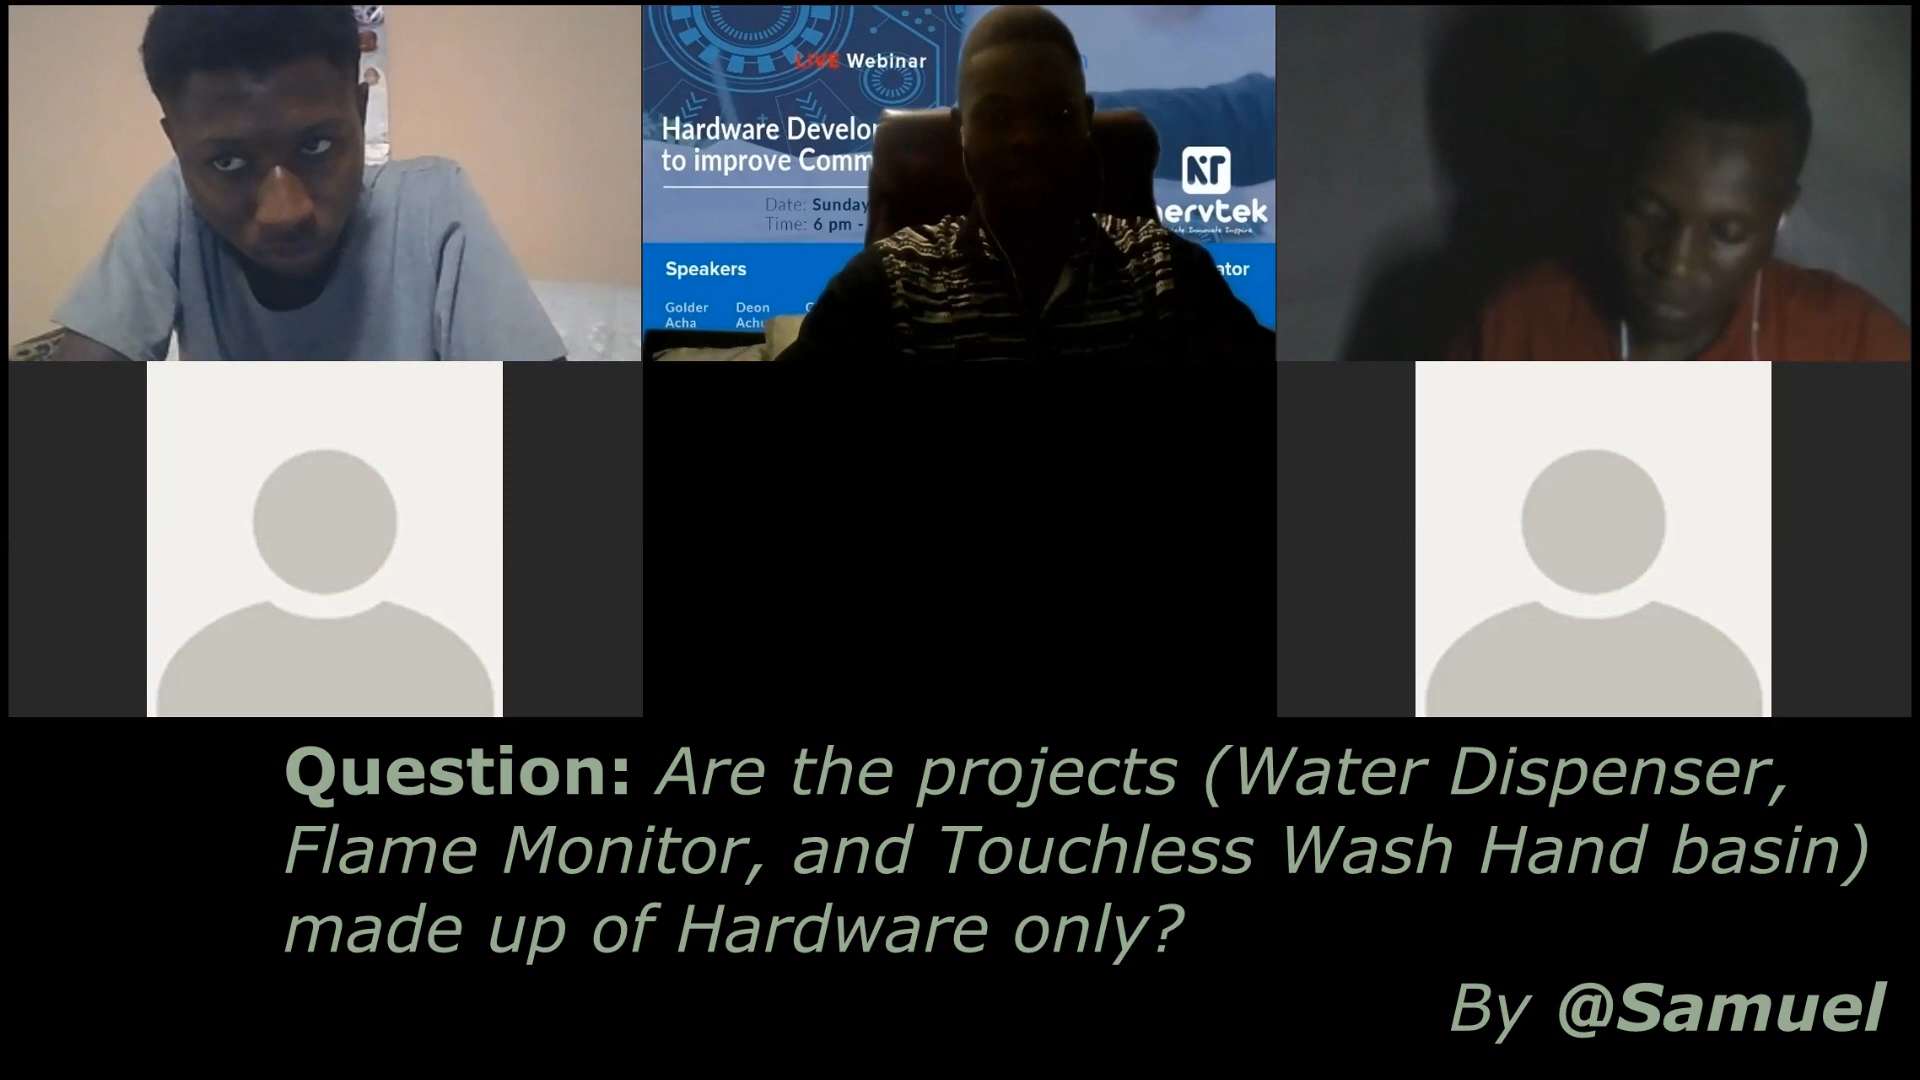 LIVE Webinar
Hardware Develo
to improve Comm
Date: Sunday
Time: 6 pm -
NT
nervtek
Speakers
ator
Golder Deon
Acha Achu
Question: Are the projects (Water Dispenser,
Flame Monitor, and Touchless Wash Hand basin)
made up of Hardware only?
By @Samuel